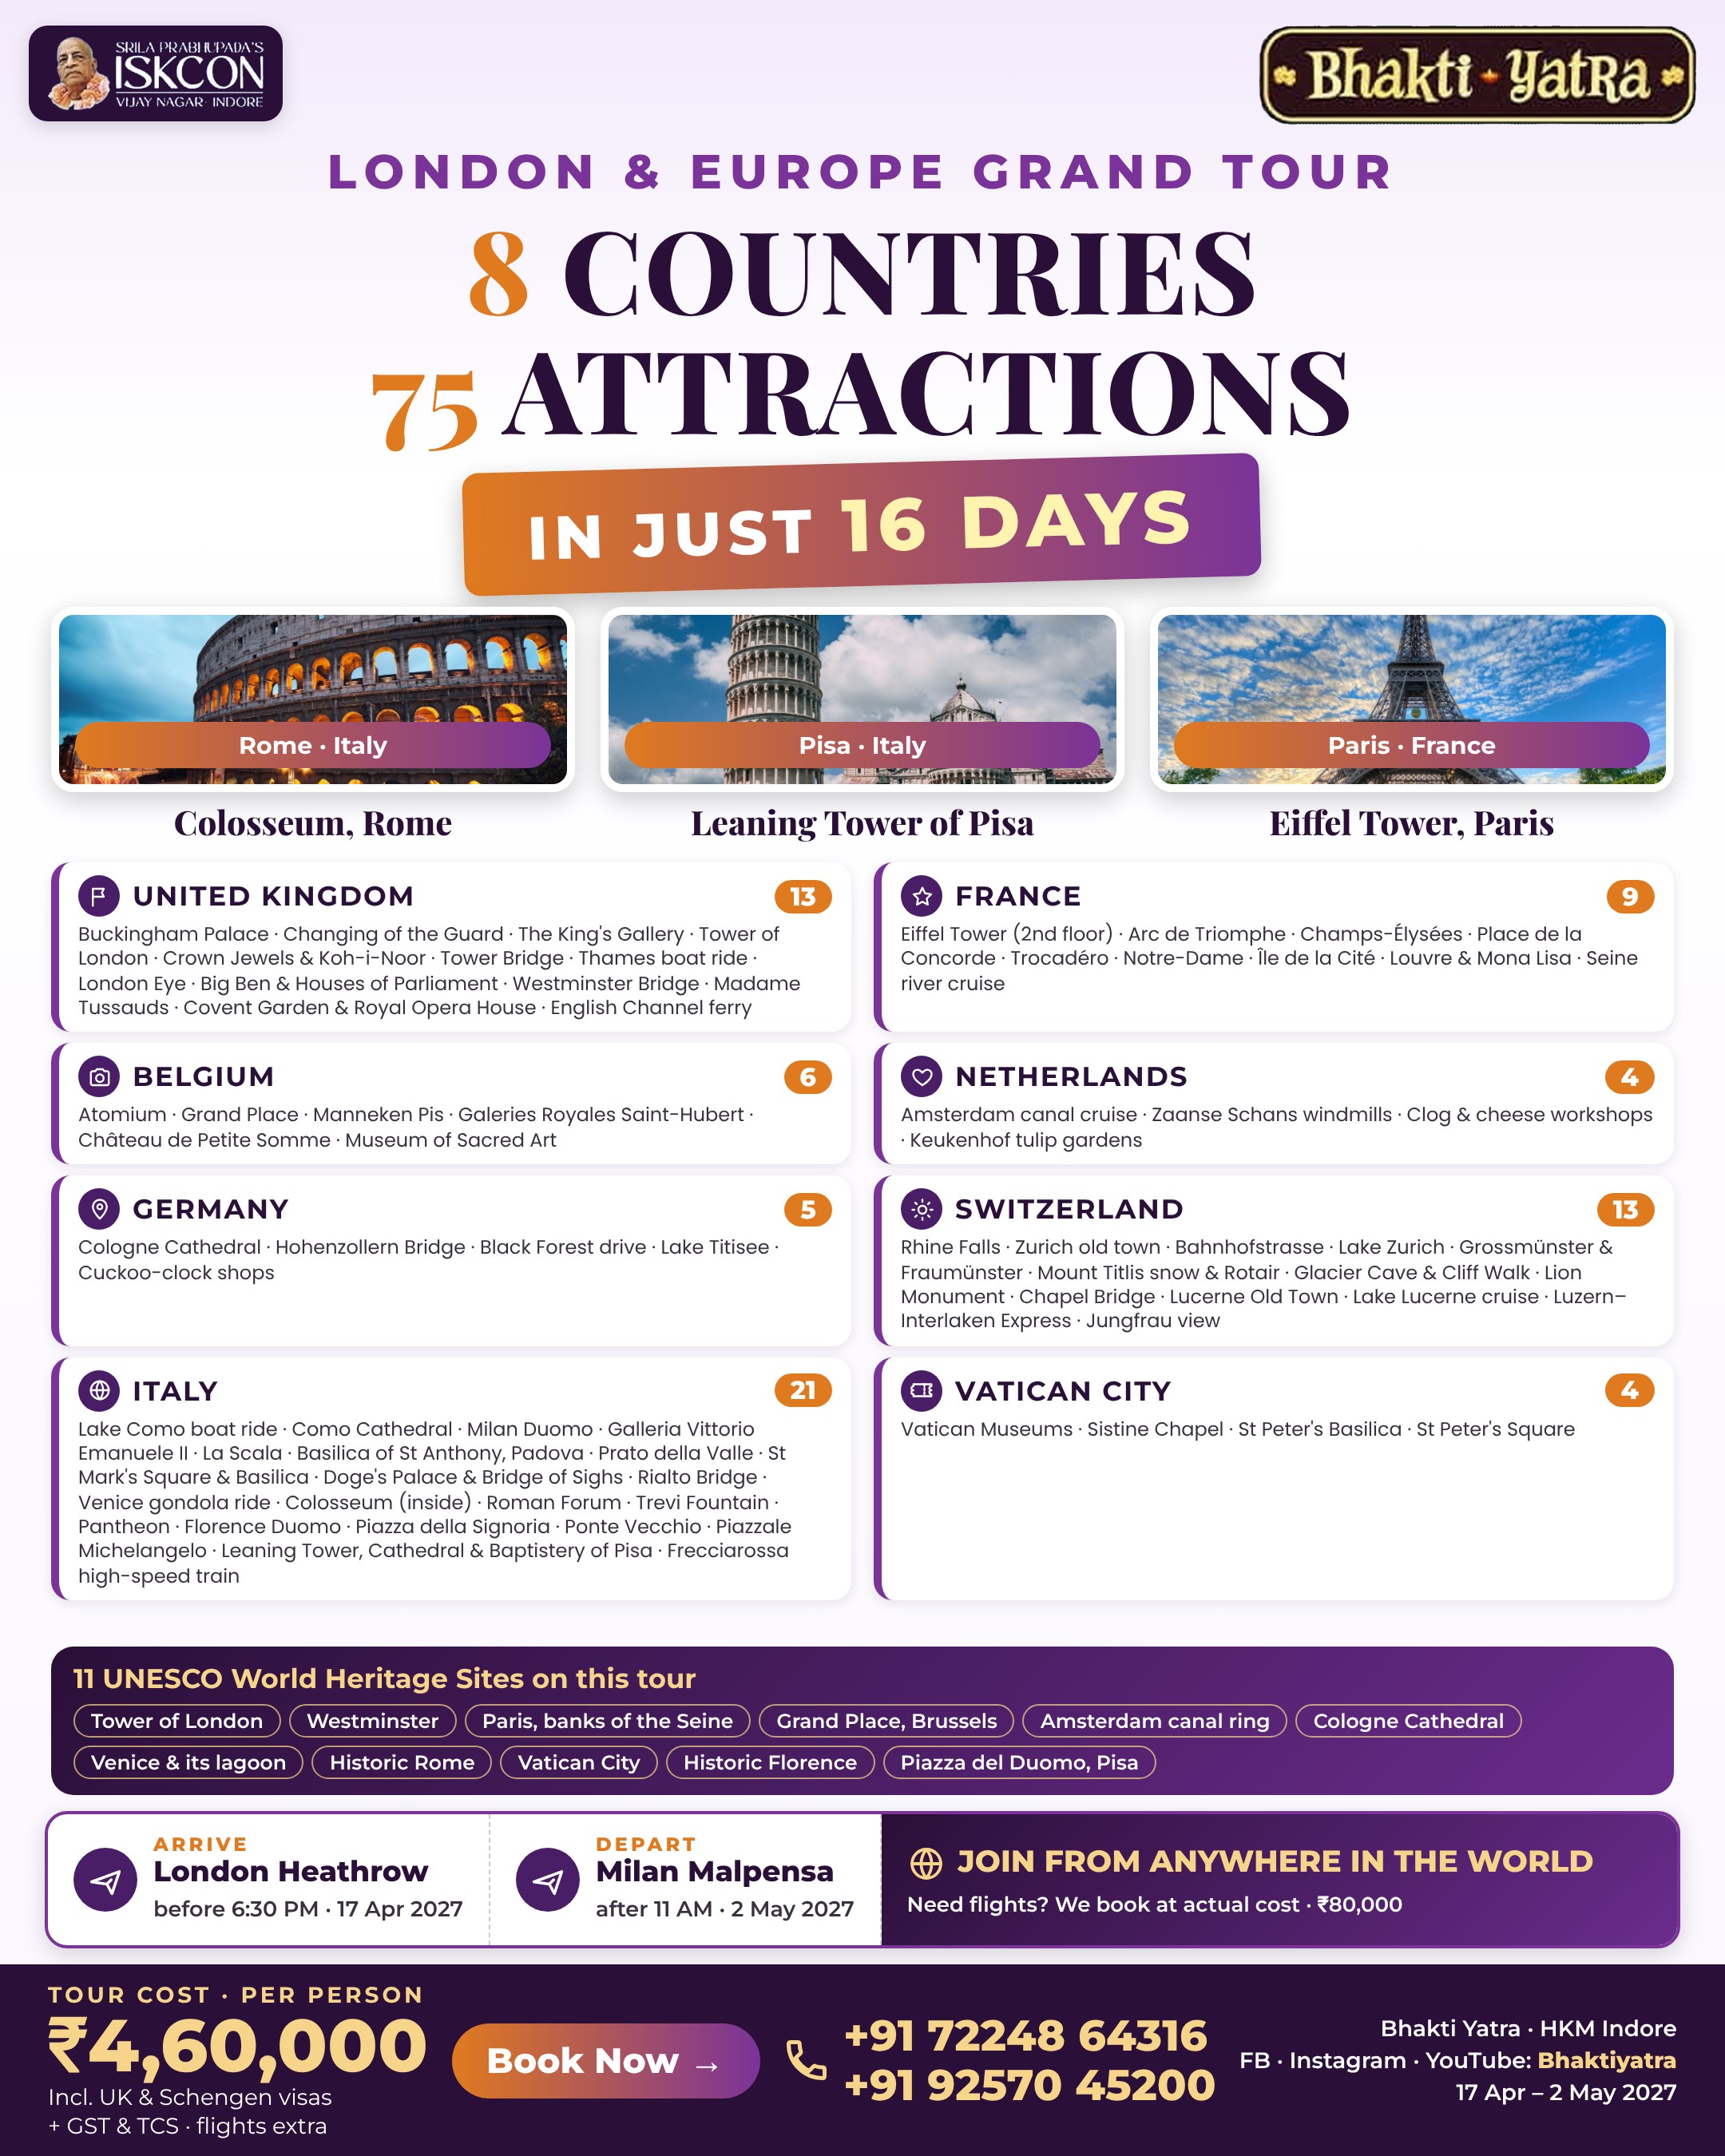 SRILA PRABHUPADA'S
ISKCON
VIJAY NAGAR · INDORE
Bhakti Yatra
LONDON & EUROPE GRAND TOUR
8 COUNTRIES
75 ATTRACTIONS
IN JUST 16 DAYS
Rome · Italy
Pisa · Italy
Paris · France
Colosseum, Rome
Leaning Tower of Pisa
Eiffel Tower, Paris
UNITED KINGDOM 13
Buckingham Palace · Changing of the Guard · The King's Gallery · Tower of
London · Crown Jewels & Koh-i-Noor · Tower Bridge · Thames boat ride ·
London Eye · Big Ben & Houses of Parliament · Westminster Bridge · Madame
Tussauds · Covent Garden & Royal Opera House · English Channel ferry
FRANCE 9
Eiffel Tower (2nd floor) · Arc de Triomphe · Champs-Élysées · Place de la
Concorde · Trocadéro · Notre-Dame · Île de la Cité · Louvre & Mona Lisa · Seine
river cruise
BELGIUM 6
Atomium · Grand Place · Manneken Pis · Galeries Royales Saint-Hubert ·
Château de Petite Somme · Museum of Sacred Art
NETHERLANDS 4
Amsterdam canal cruise · Zaanse Schans windmills · Clog & cheese workshops
· Keukenhof tulip gardens
GERMANY 5
Cologne Cathedral · Hohenzollern Bridge · Black Forest drive · Lake Titisee ·
Cuckoo-clock shops
SWITZERLAND 13
Rhine Falls · Zurich old town · Bahnhofstrasse · Lake Zurich · Grossmünster &
Fraumünster · Mount Titlis snow & Rotair · Glacier Cave & Cliff Walk · Lion
Monument · Chapel Bridge · Lucerne Old Town · Lake Lucerne cruise · Luzern–
Interlaken Express · Jungfrau view
ITALY 21
Lake Como boat ride · Como Cathedral · Milan Duomo · Galleria Vittorio
Emanuele II · La Scala · Basilica of St Anthony, Padova · Prato della Valle · St
Mark's Square & Basilica · Doge's Palace & Bridge of Sighs · Rialto Bridge ·
Venice gondola ride · Colosseum (inside) · Roman Forum · Trevi Fountain ·
Pantheon · Florence Duomo · Piazza della Signoria · Ponte Vecchio · Piazzale
Michelangelo · Leaning Tower, Cathedral & Baptistery of Pisa · Frecciarossa
high-speed train
VATICAN CITY 4
Vatican Museums · Sistine Chapel · St Peter's Basilica · St Peter's Square
11 UNESCO World Heritage Sites on this tour
Tower of London Westminster Paris, banks of the Seine Grand Place, Brussels Amsterdam canal ring Cologne Cathedral
Venice & its lagoon Historic Rome Vatican City Historic Florence Piazza del Duomo, Pisa
ARRIVE
London Heathrow
before 6:30 PM · 17 Apr 2027
DEPART
Milan Malpensa
after 11 AM · 2 May 2027
JOIN FROM ANYWHERE IN THE WORLD
Need flights? We book at actual cost · ₹80,000
TOUR COST · PER PERSON
₹4,60,000
Incl. UK & Schengen visas
+ GST & TCS · flights extra
Book Now →
+91 72248 64316
+91 92570 45200
Bhakti Yatra · HKM Indore
FB · Instagram · YouTube: Bhaktiyatra
17 Apr – 2 May 2027